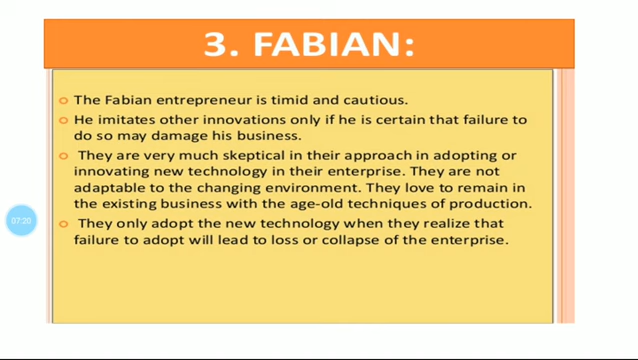 3. FABIAN:
The Fabian entrepreneur is timid and cautious.
He imitates other innovations only if he is certain that failure to
do so may damage his business.
They are very much skeptical in their approach in adopting or
innovating new technology in their enterprise. They are not
adaptable to the changing environment. They love to remain in
the existing business with the age-old techniques of production.
They only adopt the new technology when they realize that
failure to adopt will lead to loss or collapse of the enterprise.
07:20